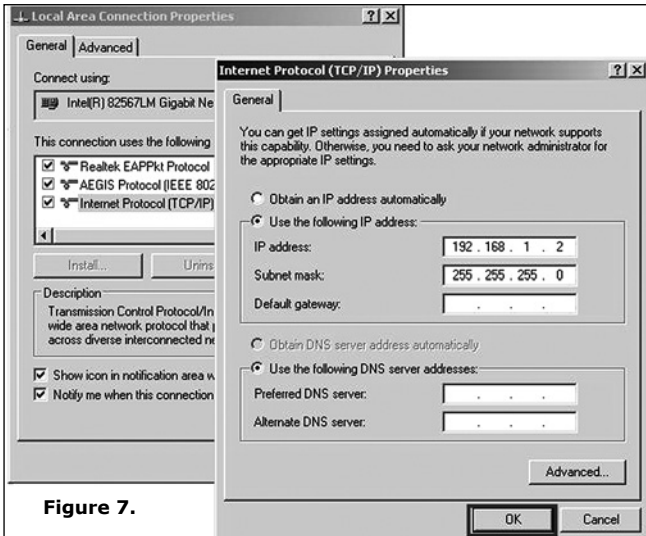 Local Area Connection Properties
General Advanced
Connect using:
Intel(R) 82567LM Gigabit Ne
This connection uses the following
Realtek EAPPkt Protocol
AEGIS Protocol (IEEE 802
Internet Protocol (TCP/IP)
Install... Unins
Description
Transmission Control Protocol/In
wide area network protocol that p
across diverse interconnected ne
Show icon in notification area w
Notify me when this connection
Internet Protocol (TCP/IP) Properties
General
You can get IP settings assigned automatically if your network supports
this capability. Otherwise, you need to ask your network administrator for
the appropriate IP settings.
Obtain an IP address automatically
Use the following IP address:
IP address: 192 . 168 . 1 . 2
Subnet mask: 255 . 255 . 255 . 0
Default gateway: . . .
Obtain DNS server address automatically
Use the following DNS server addresses:
Preferred DNS server: . . .
Alternate DNS server: . . .
Advanced...
OK Cancel
Figure 7.